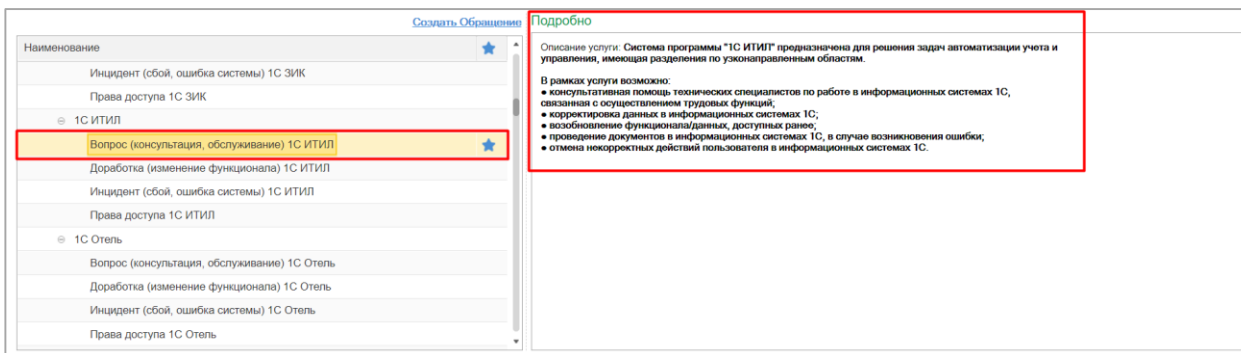 Создать Обращение
Наименование
Инцидент (сбой, ошибка системы) 1С ЗИК
Права доступа 1С ЗИК
1С ИТИЛ
Вопрос (консультация, обслуживание) 1С ИТИЛ
Доработка (изменение функционала) 1С ИТИЛ
Инцидент (сбой, ошибка системы) 1С ИТИЛ
Права доступа 1С ИТИЛ
1С Отель
Вопрос (консультация, обслуживание) 1С Отель
Доработка (изменение функционала) 1С Отель
Инцидент (сбой, ошибка системы) 1С Отель
Права доступа 1С Отель
Подробно
Описание услуги: Система программы "1С ИТИЛ" предназначена для решения задач автоматизации учета и
управления, имеющая разделения по узконаправленным областям.
В рамках услуги возможно:
● консультативная помощь технических специалистов по работе в информационных системах 1С,
связанная с осуществлением трудовых функций;
● корректировка данных в информационных системах 1С;
● возобновление функционала/данных, доступных ранее;
● проведение документов в информационных системах 1С, в случае возникновения ошибки;
● отмена некорректных действий пользователя в информационных системах 1С.